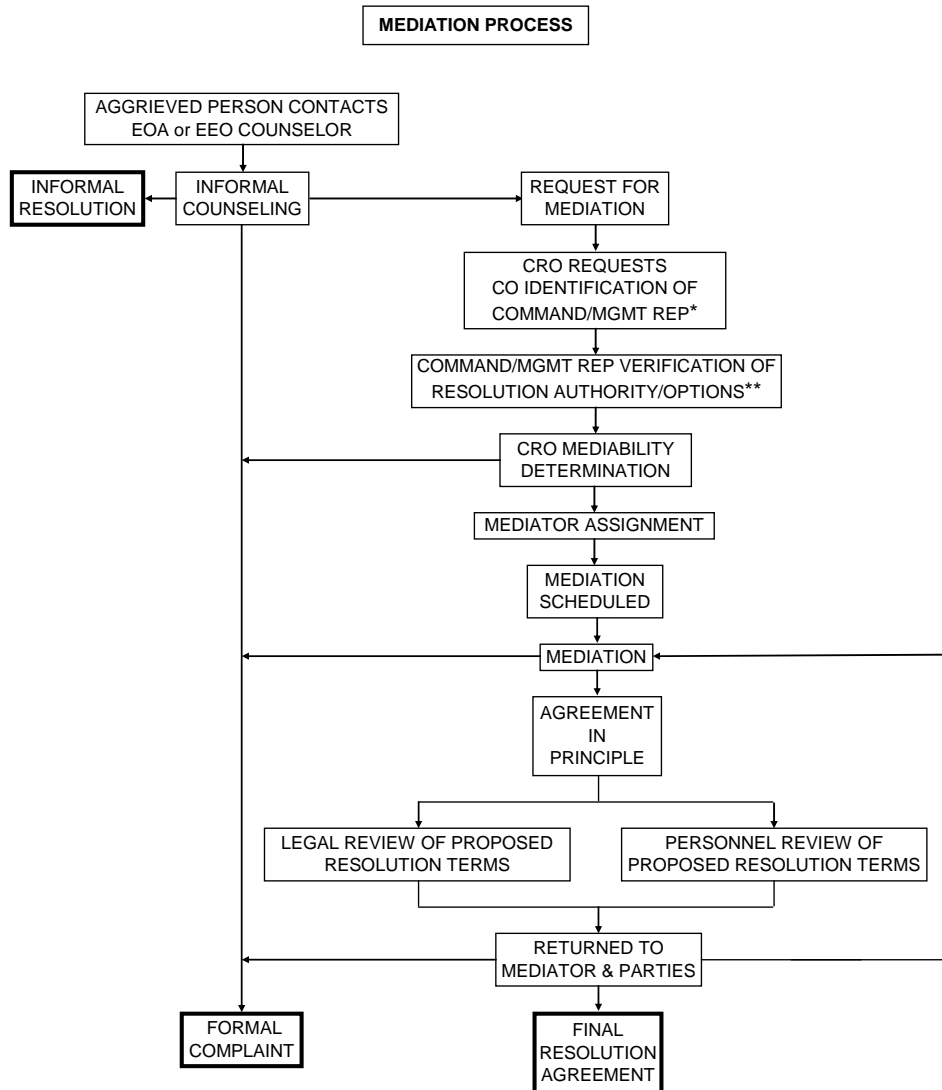 MEDIATION PROCESS
AGGRIEVED PERSON CONTACTS
EOA or EEO COUNSELOR
INFORMAL
RESOLUTION
INFORMAL
COUNSELING
REQUEST FOR
MEDIATION
CRO REQUESTS
CO IDENTIFICATION OF
COMMAND/MGMT REP*
COMMAND/MGMT REP VERIFICATION OF
RESOLUTION AUTHORITY/OPTIONS**
CRO MEDIABILITY
DETERMINATION
MEDIATOR ASSIGNMENT
MEDIATION
SCHEDULED
MEDIATION
AGREEMENT
IN
PRINCIPLE
LEGAL REVIEW OF PROPOSED
RESOLUTION TERMS
PERSONNEL REVIEW OF
PROPOSED RESOLUTION TERMS
RETURNED TO
MEDIATOR & PARTIES
FORMAL
COMPLAINT
FINAL
RESOLUTION
AGREEMENT